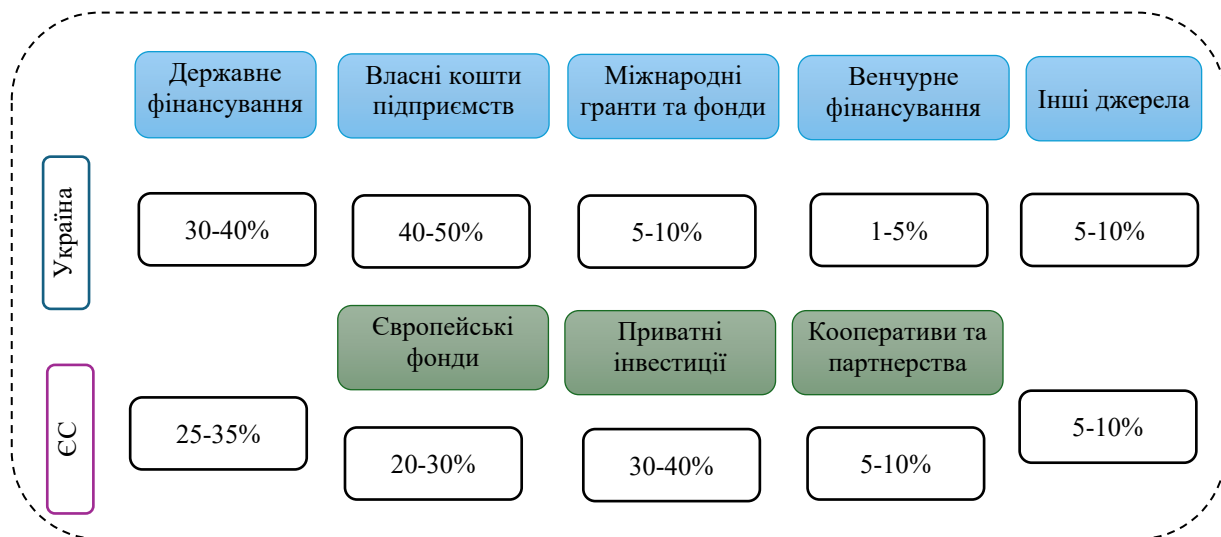 Державне
фінансування
Власні кошти
підприємств
Міжнародні
гранти та фонди
Венчурне
фінансування
Інші джерела
Україна
30-40%
40-50%
5-10%
1-5%
5-10%
Європейські
фонди
Приватні
інвестиції
Кооперативи та
партнерства
ЄС
25-35%
20-30%
30-40%
5-10%
5-10%